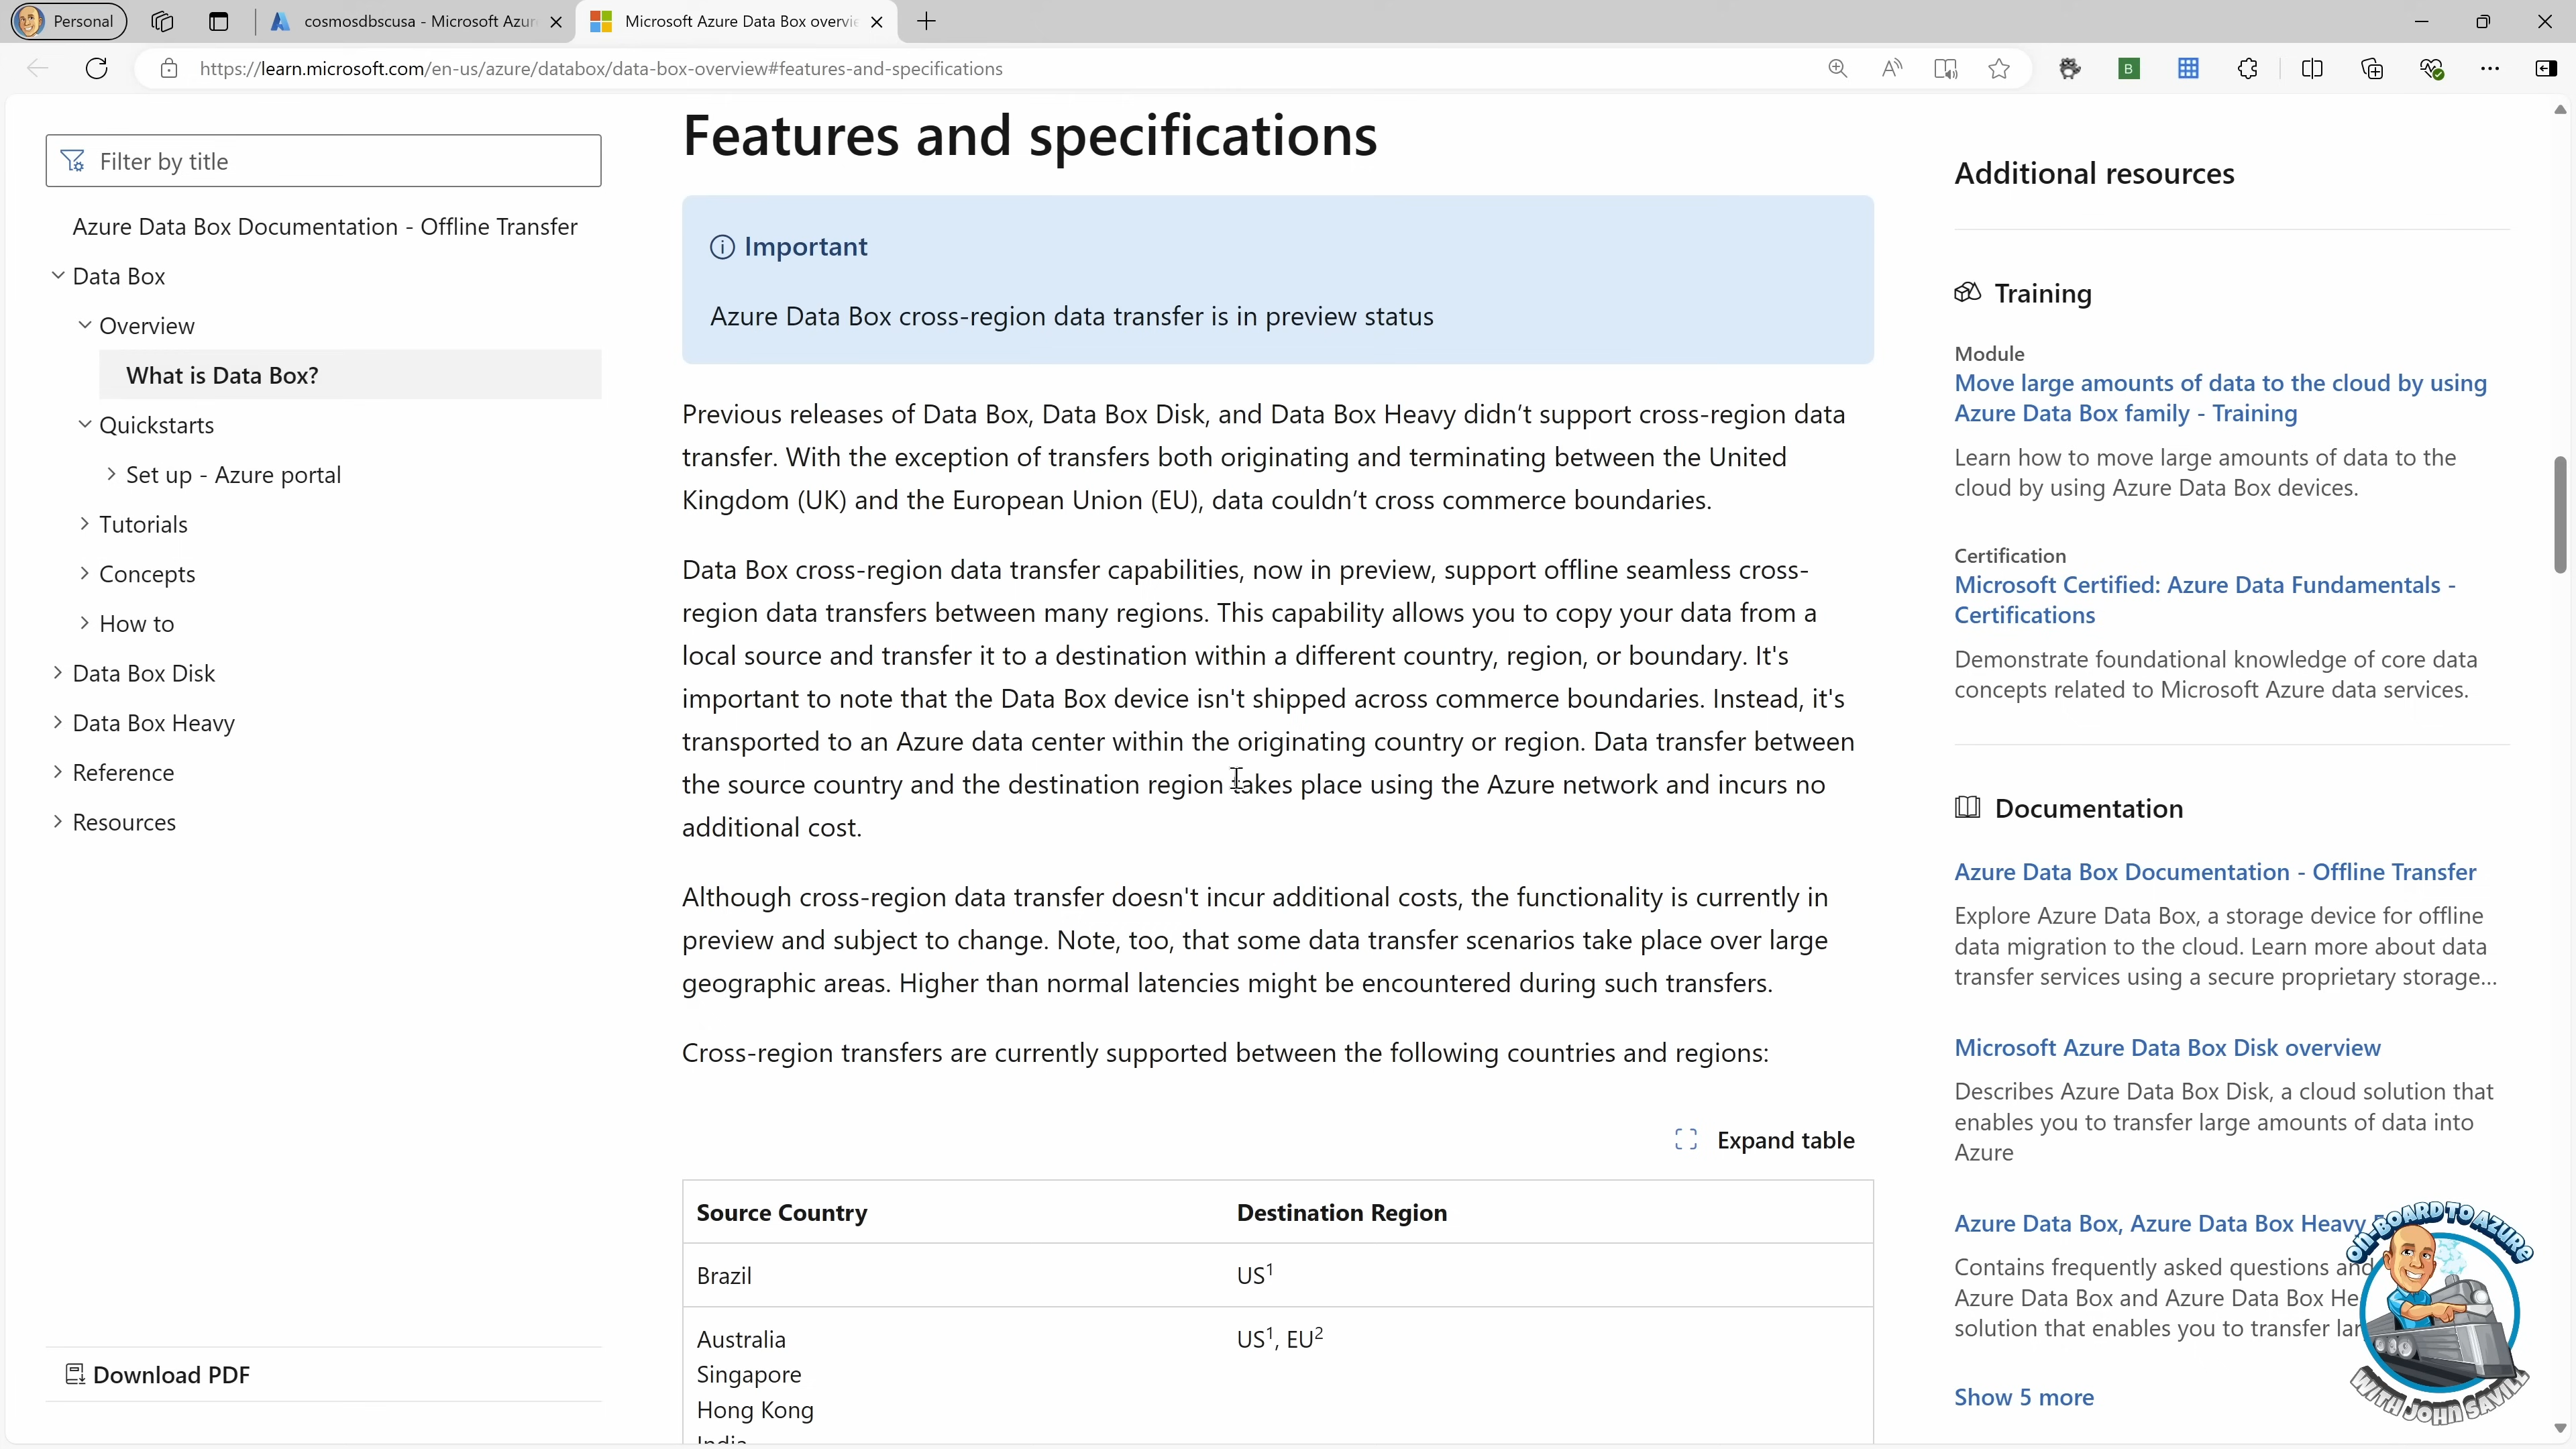 Personal
cosmosdbscusa - Microsoft Azur
Microsoft Azure Data Box overvie
https://learn.microsoft.com/en-us/azure/databox/data-box-overview#features-and-specifications
Filter by title
Azure Data Box Documentation - Offline Transfer
Data Box
Overview
What is Data Box?
Quickstarts
Set up - Azure portal
Tutorials
Concepts
How to
Data Box Disk
Data Box Heavy
Reference
Resources
Download PDF
Features and specifications
Important
Azure Data Box cross-region data transfer is in preview status
Previous releases of Data Box, Data Box Disk, and Data Box Heavy didn’t support cross-region data
transfer. With the exception of transfers both originating and terminating between the United
Kingdom (UK) and the European Union (EU), data couldn’t cross commerce boundaries.
Data Box cross-region data transfer capabilities, now in preview, support offline seamless cross-
region data transfers between many regions. This capability allows you to copy your data from a
local source and transfer it to a destination within a different country, region, or boundary. It's
important to note that the Data Box device isn't shipped across commerce boundaries. Instead, it's
transported to an Azure data center within the originating country or region. Data transfer between
the source country and the destination region takes place using the Azure network and incurs no
additional cost.
Although cross-region data transfer doesn't incur additional costs, the functionality is currently in
preview and subject to change. Note, too, that some data transfer scenarios take place over large
geographic areas. Higher than normal latencies might be encountered during such transfers.
Cross-region transfers are currently supported between the following countries and regions:
Expand table
Source Country Destination Region
Brazil US¹
Australia US¹, EU²
Singapore
Hong Kong
India
Additional resources
Training
Module
Move large amounts of data to the cloud by using
Azure Data Box family - Training
Learn how to move large amounts of data to the
cloud by using Azure Data Box devices.
Certification
Microsoft Certified: Azure Data Fundamentals -
Certifications
Demonstrate foundational knowledge of core data
concepts related to Microsoft Azure data services.
Documentation
Azure Data Box Documentation - Offline Transfer
Explore Azure Data Box, a storage device for offline
data migration to the cloud. Learn more about data
transfer services using a secure proprietary storage...
Microsoft Azure Data Box Disk overview
Describes Azure Data Box Disk, a cloud solution that
enables you to transfer large amounts of data into
Azure
Azure Data Box, Azure Data Box Heavy
Contains frequently asked questions and
Azure Data Box and Azure Data Box He
solution that enables you to transfer lar
Show 5 more
ON-BOARD TO AZURE
WITH JOHN SAVILL